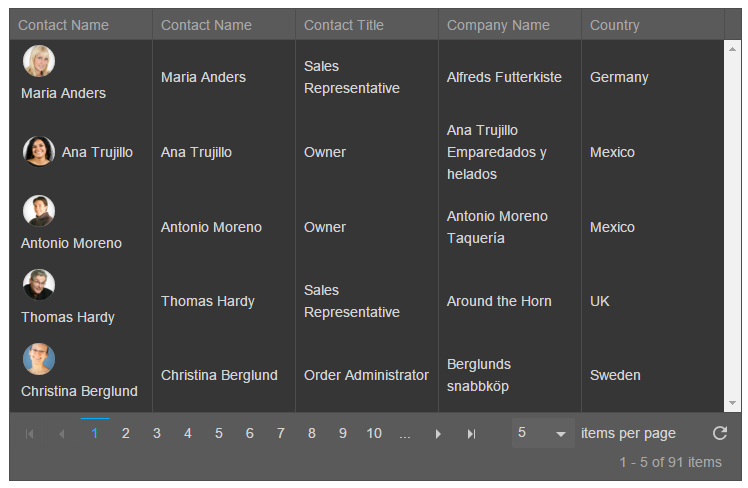 Contact Name Contact Name Contact Title Company Name Country
Maria Anders Maria Anders Sales Representative Alfreds Futterkiste Germany
Ana Trujillo Ana Trujillo Owner Ana Trujillo Emparedados y helados Mexico
Antonio Moreno Antonio Moreno Owner Antonio Moreno Taquería Mexico
Thomas Hardy Thomas Hardy Sales Representative Around the Horn UK
Christina Berglund Christina Berglund Order Administrator Berglunds snabbköp Sweden
1 2 3 4 5 6 7 8 9 10 ... 5 items per page
1 - 5 of 91 items